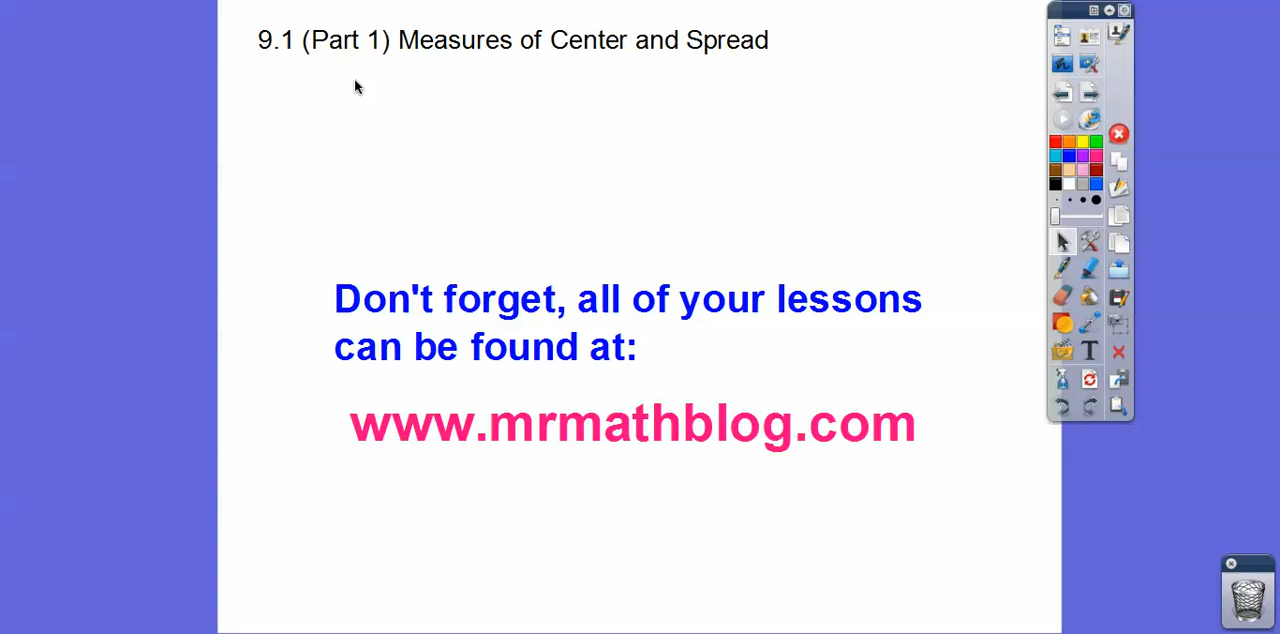 9.1 (Part 1) Measures of Center and Spread
Don't forget, all of your lessons
can be found at:
www.mrmathblog.com